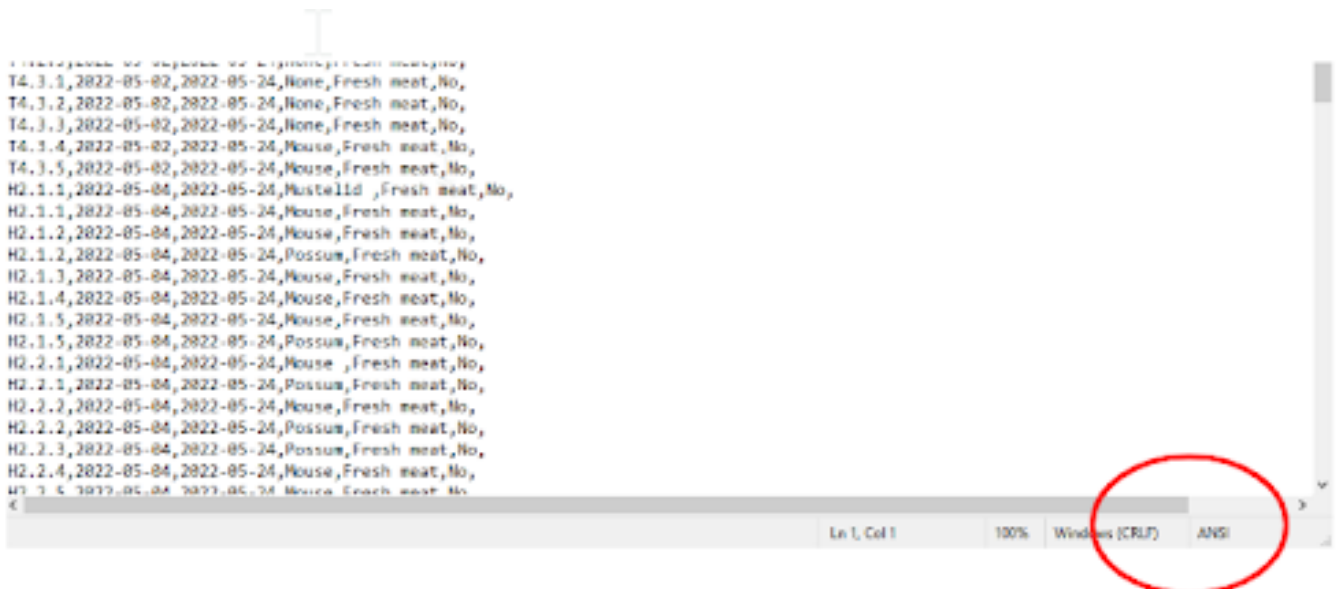 T4.3.1,2022-05-02,2022-05-24,None,Fresh meat,No,
T4.3.2,2022-05-02,2022-05-24,None,Fresh meat,No,
T4.3.3,2022-05-02,2022-05-24,None,Fresh meat,No,
T4.3.4,2022-05-02,2022-05-24,Mouse,Fresh meat,No,
T4.3.5,2022-05-02,2022-05-24,Mouse,Fresh meat,No,
H2.1.1,2022-05-04,2022-05-24,Mustelid ,Fresh meat,No,
H2.1.1,2022-05-04,2022-05-24,Mouse,Fresh meat,No,
H2.1.2,2022-05-04,2022-05-24,Mouse,Fresh meat,No,
H2.1.2,2022-05-04,2022-05-24,Possum,Fresh meat,No,
H2.1.3,2022-05-04,2022-05-24,Mouse,Fresh meat,No,
H2.1.4,2022-05-04,2022-05-24,Mouse,Fresh meat,No,
H2.1.5,2022-05-04,2022-05-24,Mouse,Fresh meat,No,
H2.1.5,2022-05-04,2022-05-24,Possum,Fresh meat,No,
H2.2.1,2022-05-04,2022-05-24,Mouse ,Fresh meat,No,
H2.2.1,2022-05-04,2022-05-24,Possum,Fresh meat,No,
H2.2.2,2022-05-04,2022-05-24,Mouse,Fresh meat,No,
H2.2.2,2022-05-04,2022-05-24,Possum,Fresh meat,No,
H2.2.3,2022-05-04,2022-05-24,Possum,Fresh meat,No,
H2.2.4,2022-05-04,2022-05-24,Mouse,Fresh meat,No,
Ln 1, Col 1 100% Windows (CRLF) ANSI